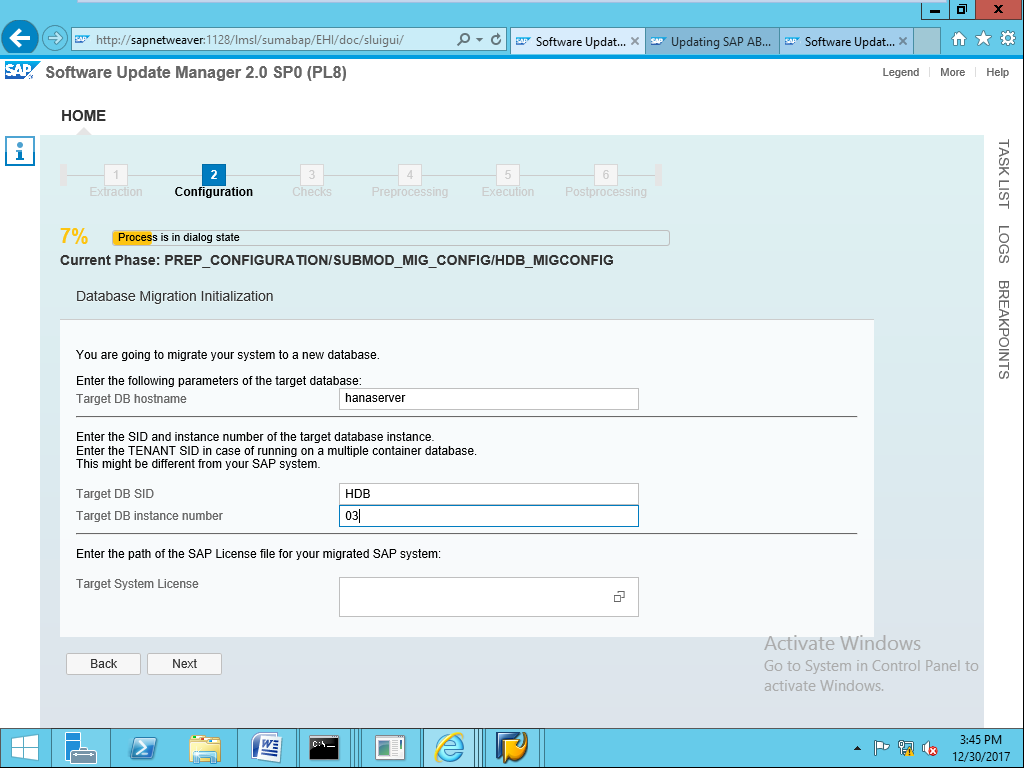 http://sapnetweaver:1128/lmsl/sumabap/EHI/doc/sluigui/
SAP Software Updat...
SAP Updating SAP AB...
SAP Software Updat...
SAP Software Update Manager 2.0 SP0 (PL8)
Legend
More
Help
HOME
TASK LIST
LOGS
BREAKPOINTS
1
2
3
4
5
6
Extraction
Configuration
Checks
Preprocessing
Execution
Postprocessing
7%
Process is in dialog state
Current Phase: PREP_CONFIGURATION/SUBMOD_MIG_CONFIG/HDB_MIGCONFIG
Database Migration Initialization
You are going to migrate your system to a new database.
Enter the following parameters of the target database:
Target DB hostname
hanaserver
Enter the SID and instance number of the target database instance.
Enter the TENANT SID in case of running on a multiple container database.
This might be different from your SAP system.
Target DB SID
HDB
Target DB instance number
03
Enter the path of the SAP License file for your migrated SAP system:
Target System License
Back
Next
Activate Windows
Go to System in Control Panel to
activate Windows.
3:45 PM
12/30/2017